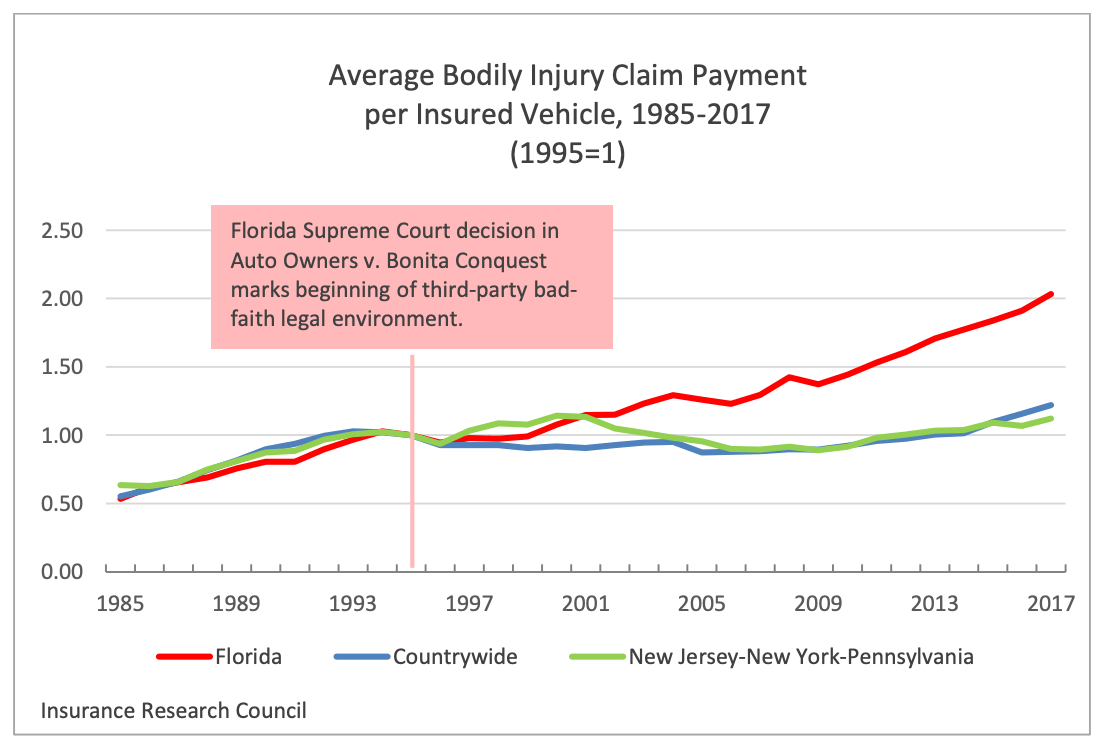 Average Bodily Injury Claim Payment
per Insured Vehicle, 1985-2017
(1995=1)
2.50
Florida Supreme Court decision in
Auto Owners v. Bonita Conquest
marks beginning of third-party bad-
faith legal environment.
2.00
1.50
1.00
0.50
0.00
1985 1989 1993 1997 2001 2005 2009 2013 2017
Florida Countrywide New Jersey-New York-Pennsylvania
Insurance Research Council